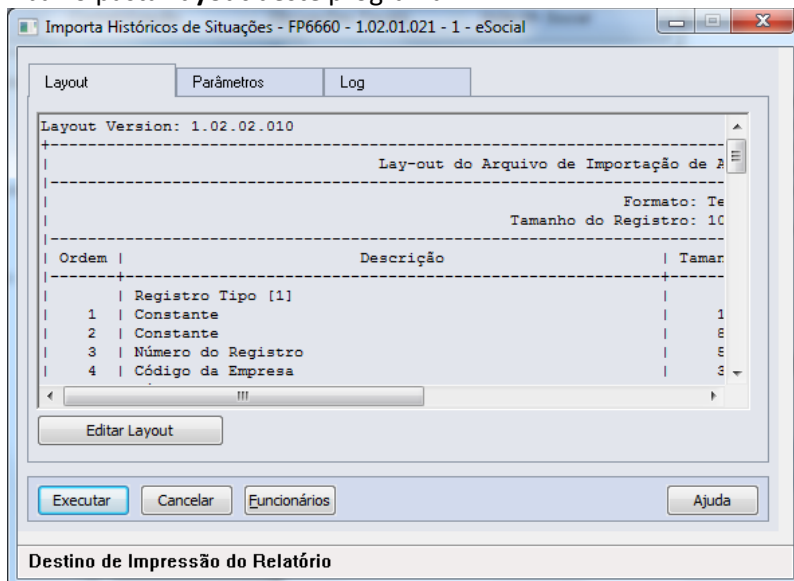 Importa Históricos de Situações - FP6660 - 1.02.01.021 - 1 - eSocial
Layout Parâmetros Log
Layout Version: 1.02.02.010
Lay-out do Arquivo de Importação de A
Formato: Te
Tamanho do Registro: 10
Ordem | Descrição | Taman
| Registro Tipo [1] |
1 | Constante | 1
2 | Constante | 8
3 | Número do Registro | 5
4 | Código da Empresa | 3
Editar Layout
Executar Cancelar Funcionários Ajuda
Destino de Impressão do Relatório